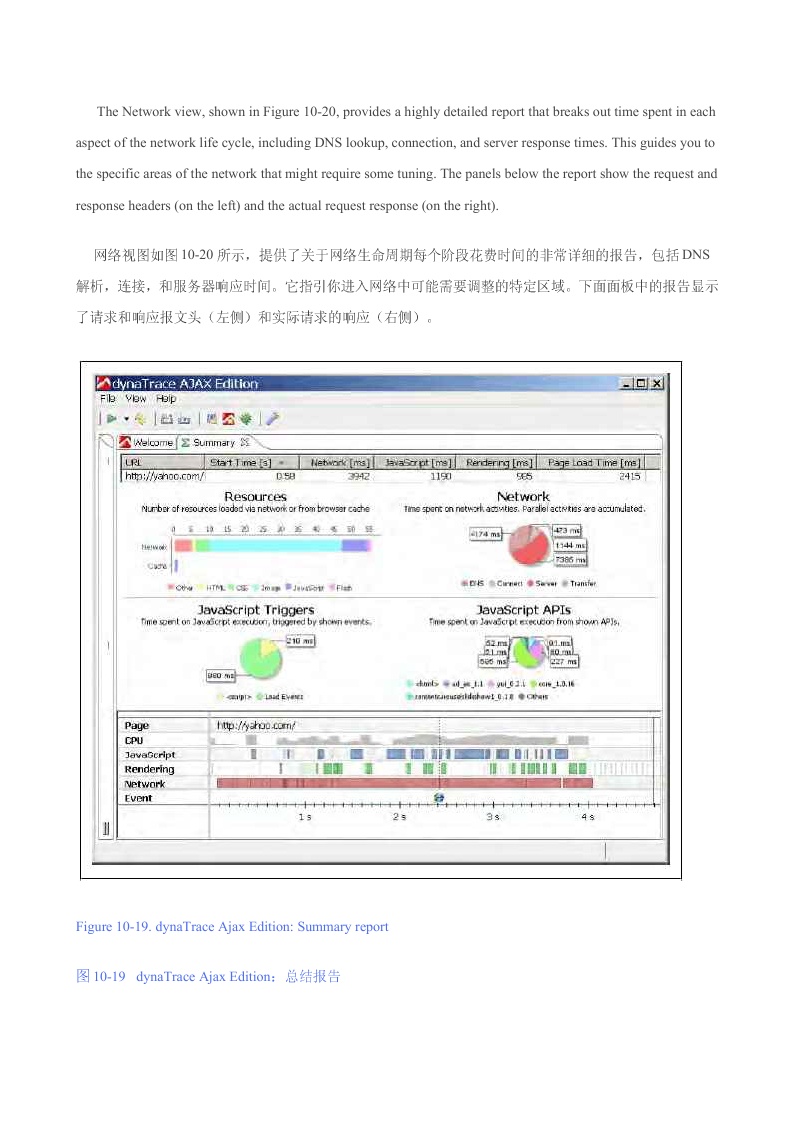 The Network view, shown in Figure 10-20, provides a highly detailed report that breaks out time spent in each
aspect of the network life cycle, including DNS lookup, connection, and server response times. This guides you to
the specific areas of the network that might require some tuning. The panels below the report show the request and
response headers (on the left) and the actual request response (on the right).
网络视图如图 10-20 所示，提供了关于网络生命周期每个阶段花费时间的非常详细的报告，包括 DNS
解析，连接，和服务器响应时间。它指引你进入网络中可能需要调整的特定区域。下面面板中的报告显示
了请求和响应报文头（左侧）和实际请求的响应（右侧）。
dynaTrace AJAX Edition
File View Help
Welcome Summary
URL Start Time [s] Network [ms] JavaScript [ms] Rendering [ms] Page Load Time [ms]
http://yahoo.com/ 0.58 3942 1190 985 2415
Resources
Number of resources loaded via network or from browser cache
0 5 10 15 20 25 30 35 40 45 50 55
Network
Cache
Other HTML CSS Image JavaScript Flash
Network
Time spent on network activities. Parallel activities are accumulated.
4174 ms
473 ms
1144 ms
7385 ms
DNS Connect Server Transfer
JavaScript Triggers
Time spent on JavaScript execution, triggered by shown events.
210 ms
980 ms
<script> Load Events
JavaScript APIs
Time spent on JavaScript execution from shown APIs.
52 ms
227 ms
<html> ad_eo_1.1 yui_0.2.1 core_1.0.16
Others
Page http://yahoo.com/
CPU
JavaScript
Rendering
Network
Event
1 s 2 s 3 s 4 s
Figure 10-19. dynaTrace Ajax Edition: Summary report
图 10-19 dynaTrace Ajax Edition：总结报告